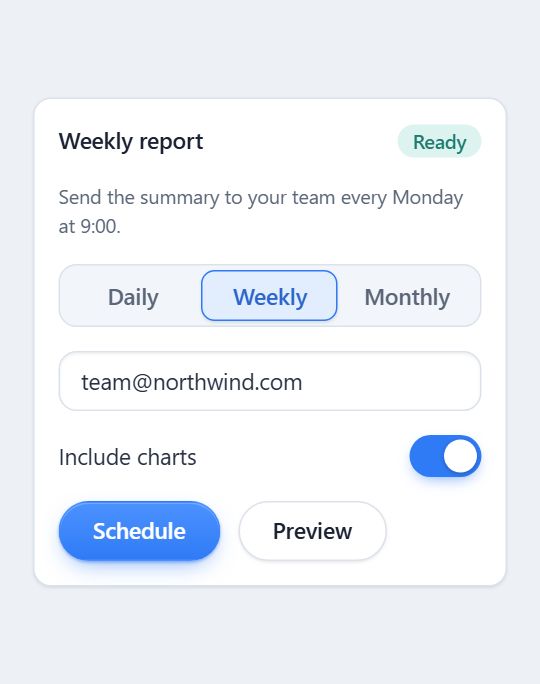 Weekly report
Ready
Send the summary to your team every Monday
at 9:00.
Daily
Weekly
Monthly
team@northwind.com
Include charts
Schedule
Preview